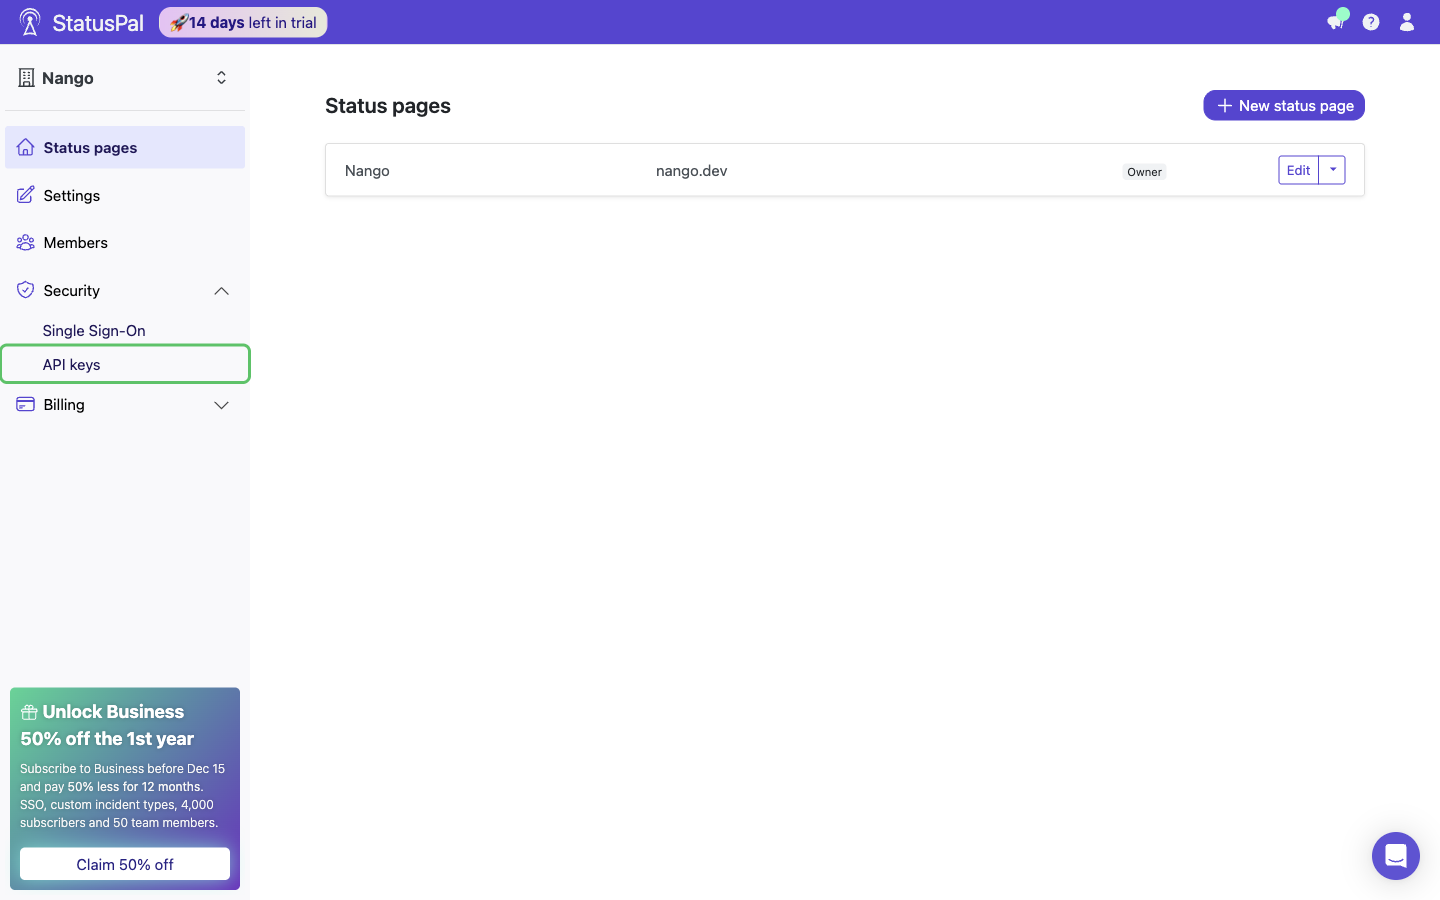 StatusPal
14 days left in trial
Nango
Status pages
Settings
Members
Security
Single Sign-On
API keys
Billing
Unlock Business
50% off the 1st year
Subscribe to Business before Dec 15
and pay 50% less for 12 months.
SSO, custom incident types, 4,000
subscribers and 50 team members.
Claim 50% off
Status pages
New status page
Nango nango.dev Owner Edit